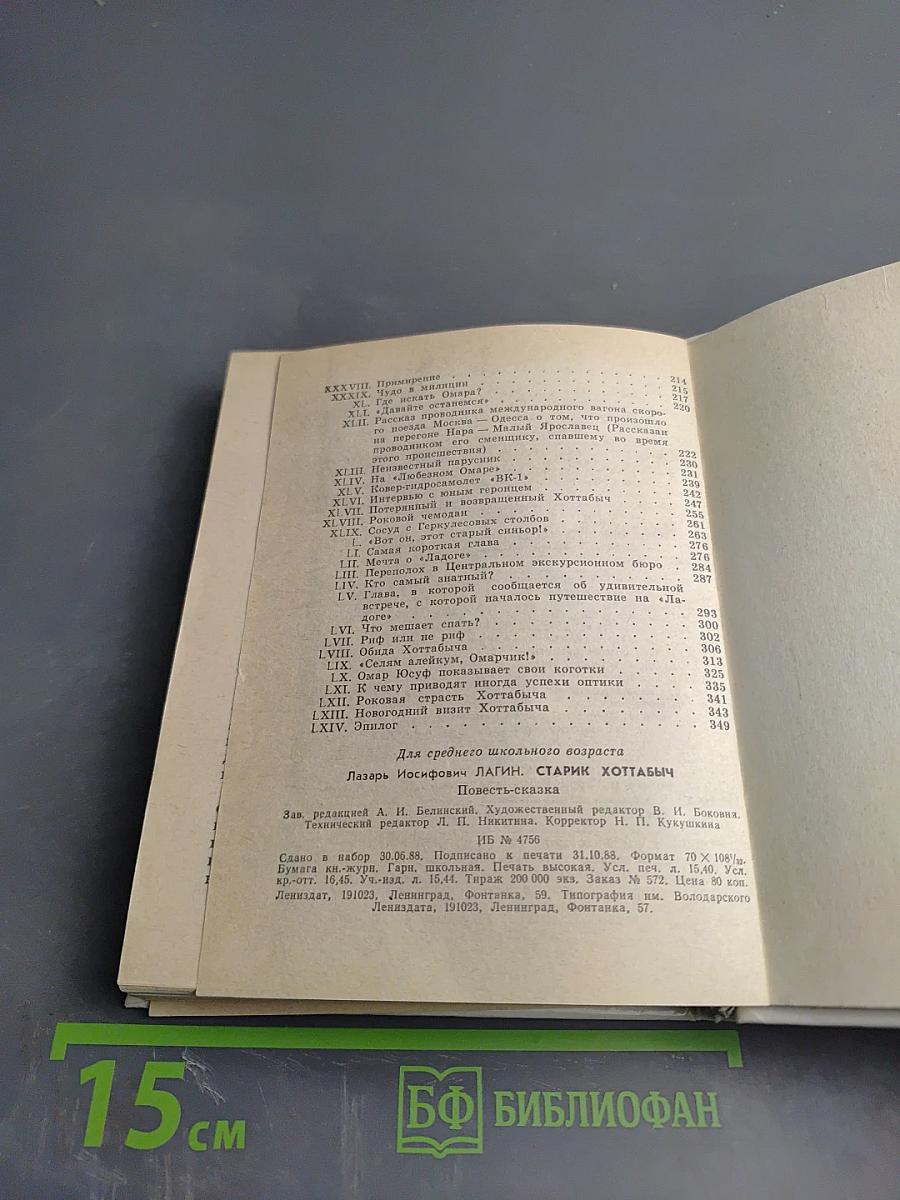 XXXVIII. Примирение . . . . . . . . . . . . 214
XXXIX. Чудо в милиции . . . . . . . . . . . . 215
XL. Где искать Омара? . . . . . . . . . . . . 217
XLI. «Давайте останемся» . . . . . . . . . . . . 220
XLII. Рассказ проводника международного вагона скоро-
го поезда Москва — Одесса о том, что произошло
на перегоне Нара — Малый Ярославец (Рассказан
проводником его сменщику, спавшему во время
этого происшествия) . . . . . . . . . . . . 222
XLIII. Неизвестный парусник . . . . . . . . . . . . 230
XLIV. На «Любезном Омаре» . . . . . . . . . . . . 231
XLV. Ковер-гидросамолет «ВК-1» . . . . . . . . . . . . 239
XLVI. Интервью с юным геронцем . . . . . . . . . . . . 242
XLVII. Потерянный и возвращенный Хоттабыч . . . . . . 247
XLVIII. Роковой чемодан . . . . . . . . . . . . 255
XLIX. Сосуд с Геркулесовых столбов . . . . . . . . . . 261
L. «Вот он, этот старый синьор!» . . . . . . . . . . 263
LI. Самая короткая глава . . . . . . . . . . . . 276
LII. Мечта о «Ладоге» . . . . . . . . . . . . 276
LIII. Переполох в Центральном экскурсионном бюро . . 284
LIV. Кто самый знатный? . . . . . . . . . . . . 287
LV. Глава, в которой сообщается об удивительной
встрече, с которой началось путешествие на «Ла-
доге» . . . . . . . . . . . . 293
LVI. Что мешает спать? . . . . . . . . . . . . 300
LVII. Риф или не риф . . . . . . . . . . . . 302
LVIII. Обида Хоттабыча . . . . . . . . . . . . 306
LIX. «Селям алейкум, Омарчик!» . . . . . . . . . . 313
LX. Омар Юсуф показывает свои коготки . . . . . . 325
LXI. К чему приводят иногда успехи оптики . . . . . . 335
LXII. Роковая страсть Хоттабыча . . . . . . . . . . 341
LXIII. Новогодний визит Хоттабыча . . . . . . . . . . 343
LXIV. Эпилог . . . . . . . . . . . . 349
Для среднего школьного возраста
Лазарь Иосифович ЛАГИН. СТАРИК ХОТТАБЫЧ
Повесть-сказка
Зав. редакцией А. И. Белинский. Художественный редактор В. И. Боковня.
Технический редактор Л. П. Никитина. Корректор Н. П. Кукушкина
ИБ № 4756
Сдано в набор 30.06.88. Подписано к печати 31.10.88. Формат 70 × 108¹/₃₂.
Бумага кн.-журн. Гарн. школьная. Печать высокая. Усл. печ. л. 15,40. Усл.
кр.-отт. 16,45. Уч.-изд. л. 15,44. Тираж 200 000 экз. Заказ № 572. Цена 80 коп.
Лениздат, 191023, Ленинград, Фонтанка, 59. Типография им. Володарского
Лениздата, 191023, Ленинград, Фонтанка, 57.
15 см
БФ БИБЛИОФАН